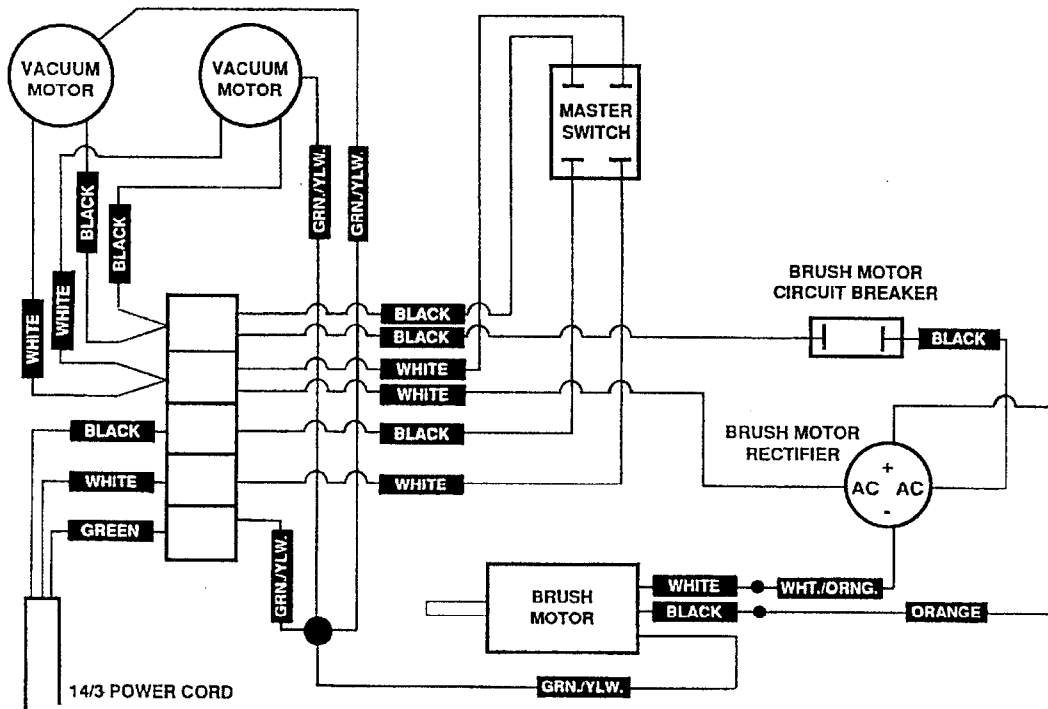 VACUUM
MOTOR
VACUUM
MOTOR
MASTER
SWITCH
GRN./YLW.
GRN./YLW.
BLACK
BLACK
WHITE
WHITE
BRUSH MOTOR
CIRCUIT BREAKER
BLACK
BLACK
BLACK
WHITE
WHITE
BLACK
BLACK
WHITE
WHITE
GREEN
GRN./YLW.
BRUSH MOTOR
RECTIFIER
+
AC AC
-
BRUSH
MOTOR
WHITE
WHT./ORNG.
BLACK
ORANGE
GRN./YLW.
14/3 POWER CORD